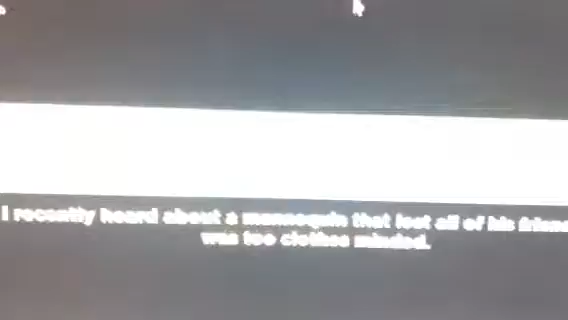 I recently heard about a mannequin that lost all of his
was too clothes minded.